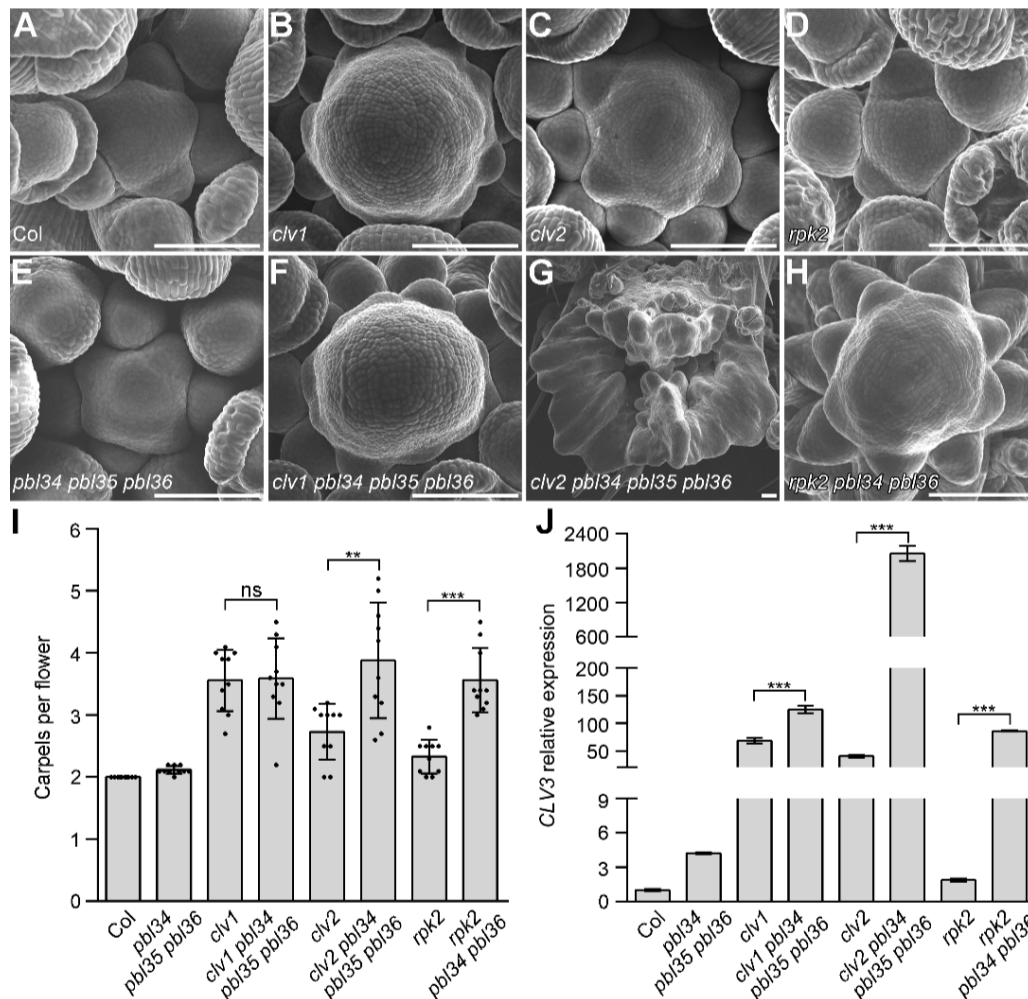 A
B
C
D
Col
clv1
clv2
rpk2
E
F
G
H
pbl34 pbl35 pbl36
clv1 pbl34 pbl35 pbl36
clv2 pbl34 pbl35 pbl36
rpk2 pbl34 pbl36
I
Carpels per flower
6
5
4
3
2
1
0
ns
**
***
Col
pbl34
pbl35 pbl36
clv1
clv1 pbl34
pbl35 pbl36
clv2
clv2 pbl34
pbl35 pbl36
rpk2
rpk2
pbl34 pbl36
J
CLV3 relative expression
2400
1800
1200
600
200
150
100
50
9
6
3
0
***
***
***
Col
pbl34
pbl35 pbl36
clv1
clv1 pbl34
pbl35 pbl36
clv2
clv2 pbl34
pbl35 pbl36
rpk2
rpk2
pbl34 pbl36